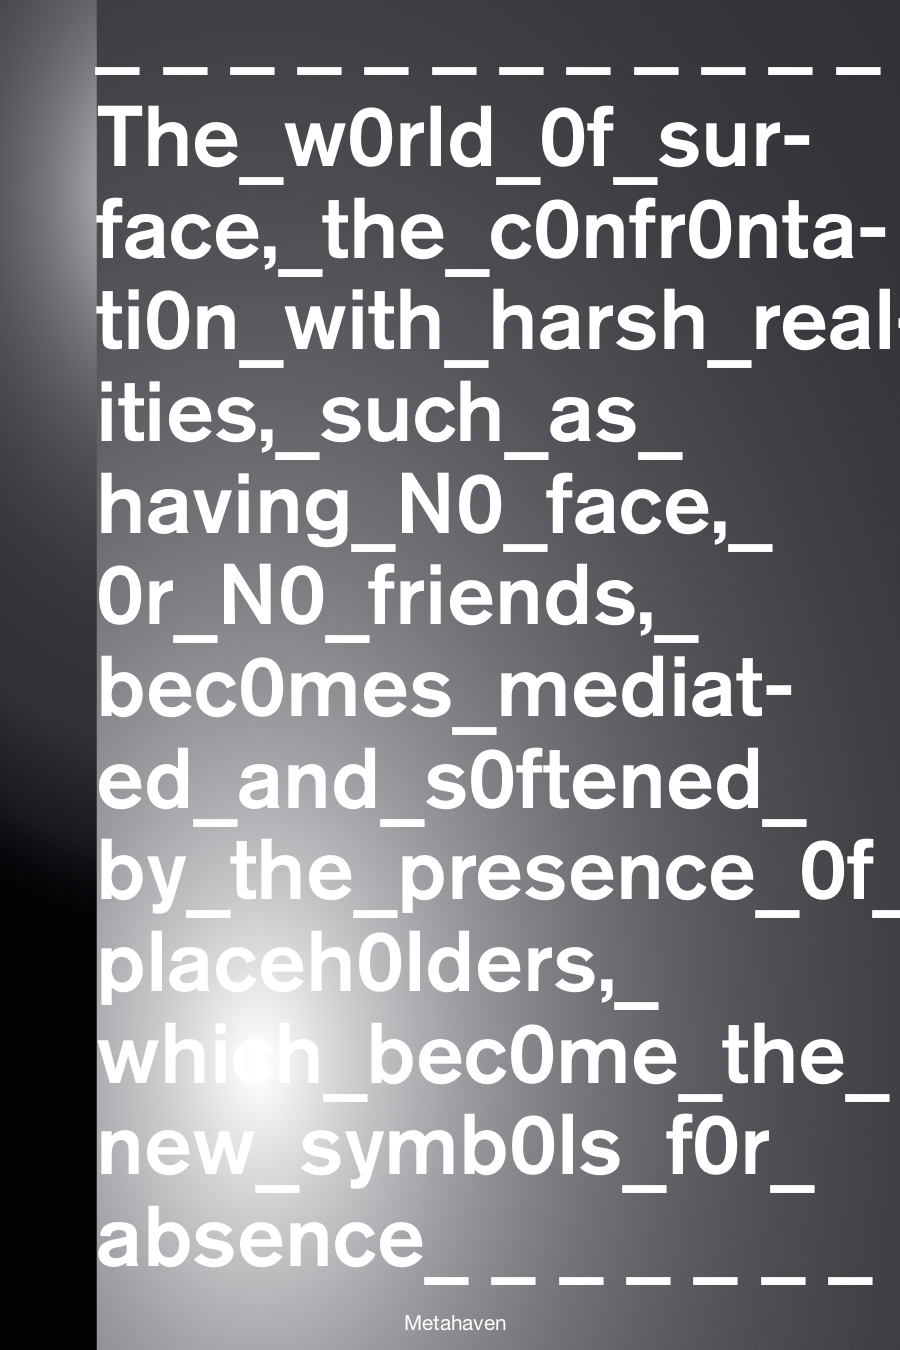 _ _ _ _ _ _ _ _ _ _ _ _
The_w0rld_0f_sur-
face,_the_c0nfr0nta-
ti0n_with_harsh_real-
ities,_such_as_
having_N0_face,_
0r_N0_friends,_
bec0mes_mediat-
ed_and_s0ftened_
by_the_presence_0f_
placeh0lders,_
which_bec0me_the_
new_symb0ls_f0r_
absence_ _ _ _ _ _ _
Metahaven